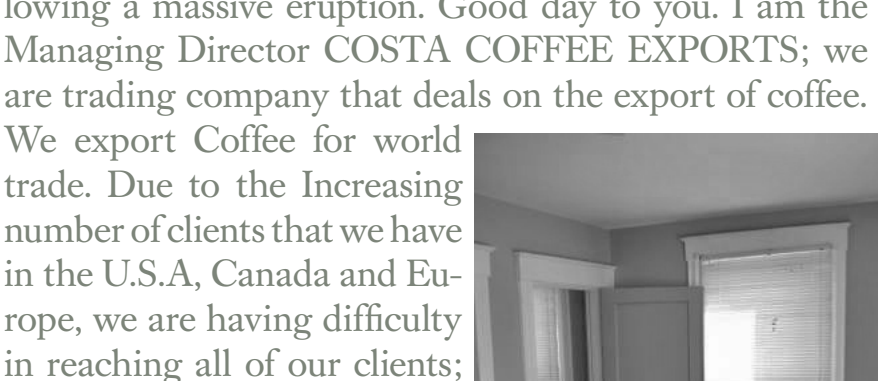 lowing a massive eruption. Good day to you. I am the
Managing Director COSTA COFFEE EXPORTS; we
are trading company that deals on the export of coffee.
We export Coffee for world
trade. Due to the Increasing
number of clients that we have
in the U.S.A, Canada and Eu-
rope, we are having difficulty
in reaching all of our clients;